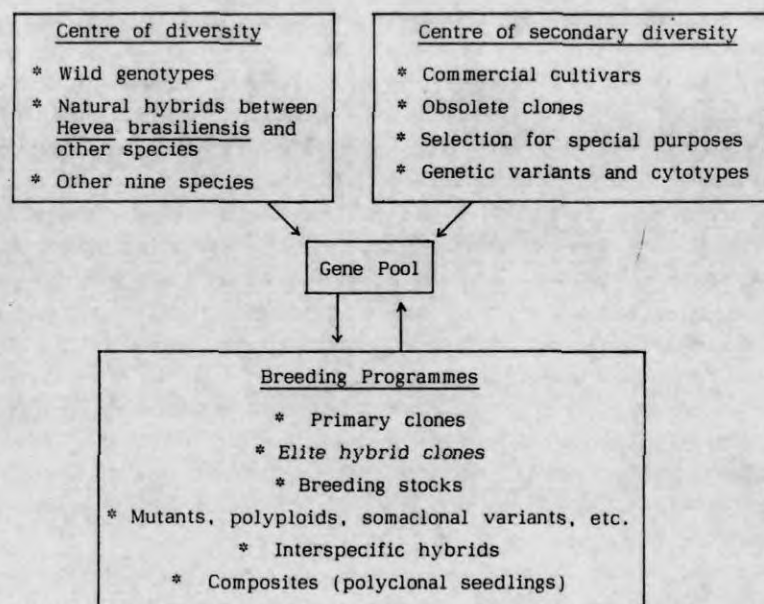 Centre of diversity
* Wild genotypes
* Natural hybrids between
Hevea brasiliensis and
other species
* Other nine species
Centre of secondary diversity
* Commercial cultivars
* Obsolete clones
* Selection for special purposes
* Genetic variants and cytotypes
Gene Pool
Breeding Programmes
* Primary clones
* Elite hybrid clones
* Breeding stocks
* Mutants, polyploids, somaclonal variants, etc.
* Interspecific hybrids
* Composites (polyclonal seedlings)